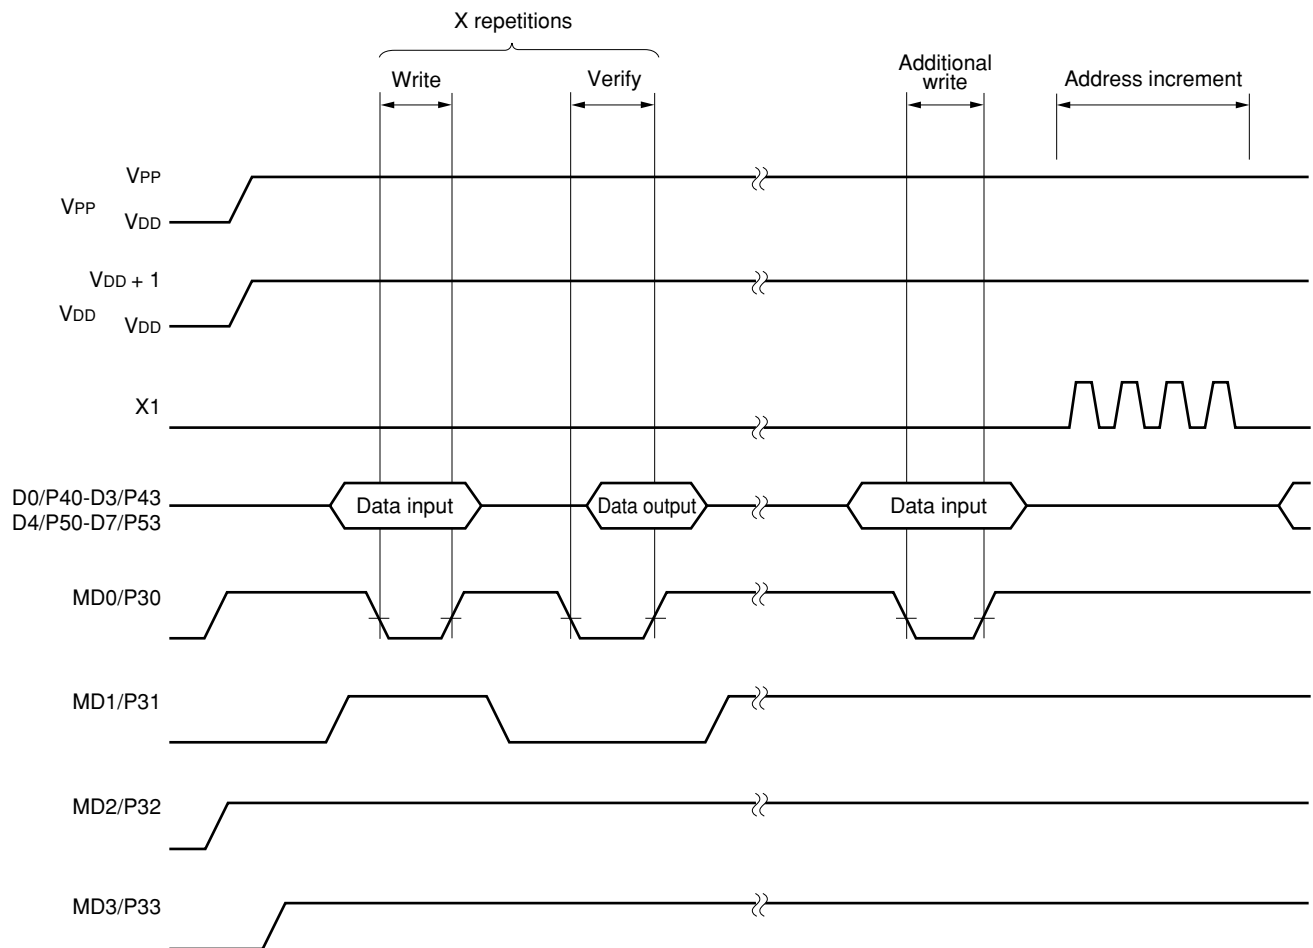 X repetitions
Write
Verify
Additional
write
Address increment
VPP
VPP
VDD
VDD + 1
VDD
VDD
X1
D0/P40-D3/P43
D4/P50-D7/P53
Data input
Data output
Data input
MD0/P30
MD1/P31
MD2/P32
MD3/P33